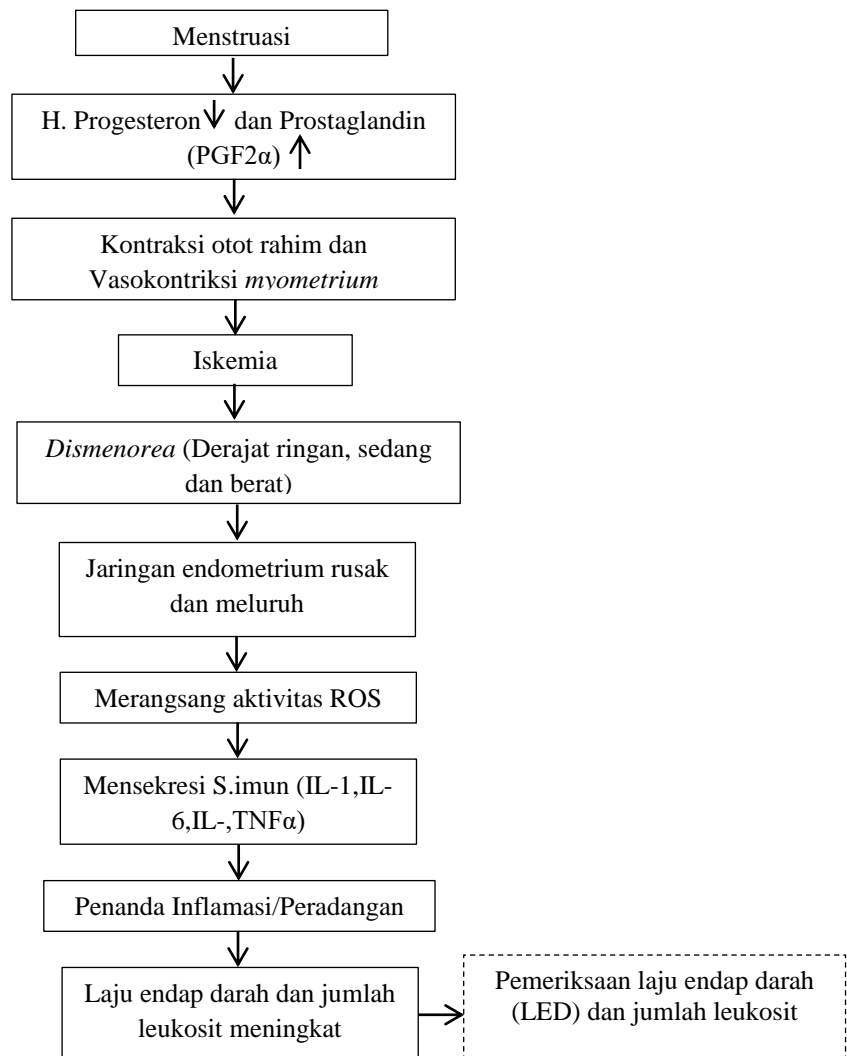 Menstruasi
H. Progesteron ↓ dan Prostaglandin
(PGF2α) ↑
Kontraksi otot rahim dan
Vasokontriksi myometrium
Iskemia
Dismenorea (Derajat ringan, sedang
dan berat)
Jaringan endometrium rusak
dan meluruh
Merangsang aktivitas ROS
Mensekresi S.imun (IL-1,IL-
6,IL-,TNFα)
Penanda Inflamasi/Peradangan
Laju endap darah dan jumlah
leukosit meningkat
Pemeriksaan laju endap darah
(LED) dan jumlah leukosit